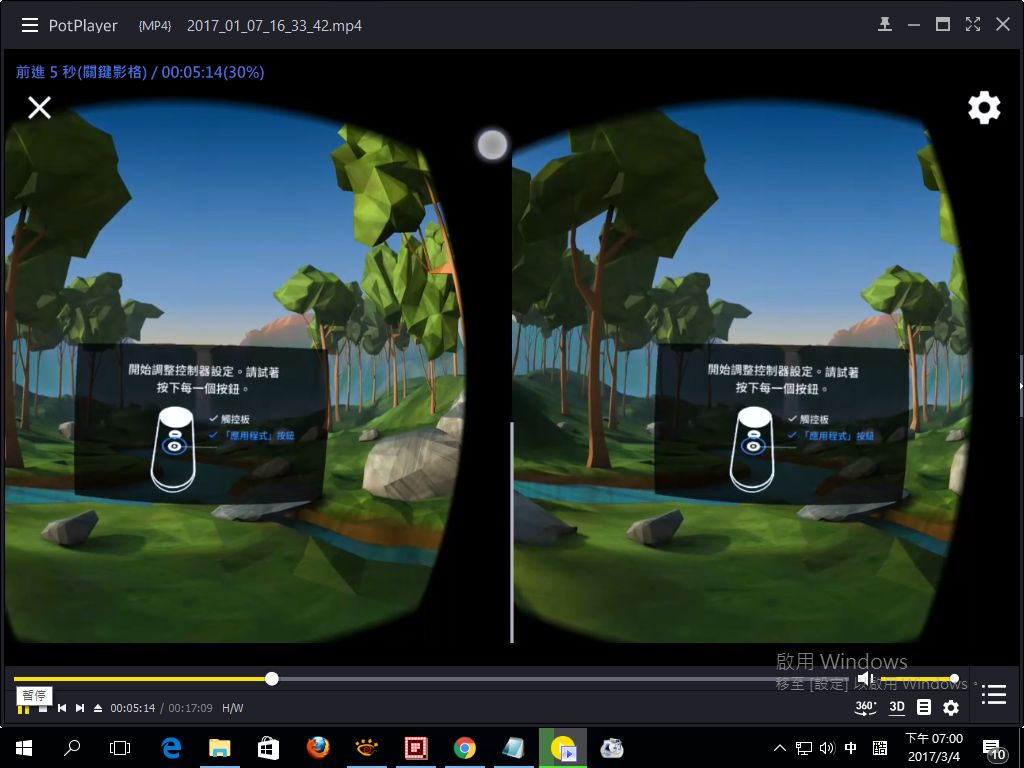 PotPlayer {MP4} 2017_01_07_16_33_42.mp4
前進 5 秒(關鍵影格) / 00:05:14(30%)
開始調整控制器設定。請試著
按下每一個按鈕。
觸控板
「應用程式」按鈕
開始調整控制器設定。請試著
按下每一個按鈕。
觸控板
「應用程式」按鈕
啟用 Windows
移至 [設定] 以啟用 Windows。
暫停
00:05:14 / 00:17:09 H/W
360° 3D
中
下午 07:00
2017/3/4
10